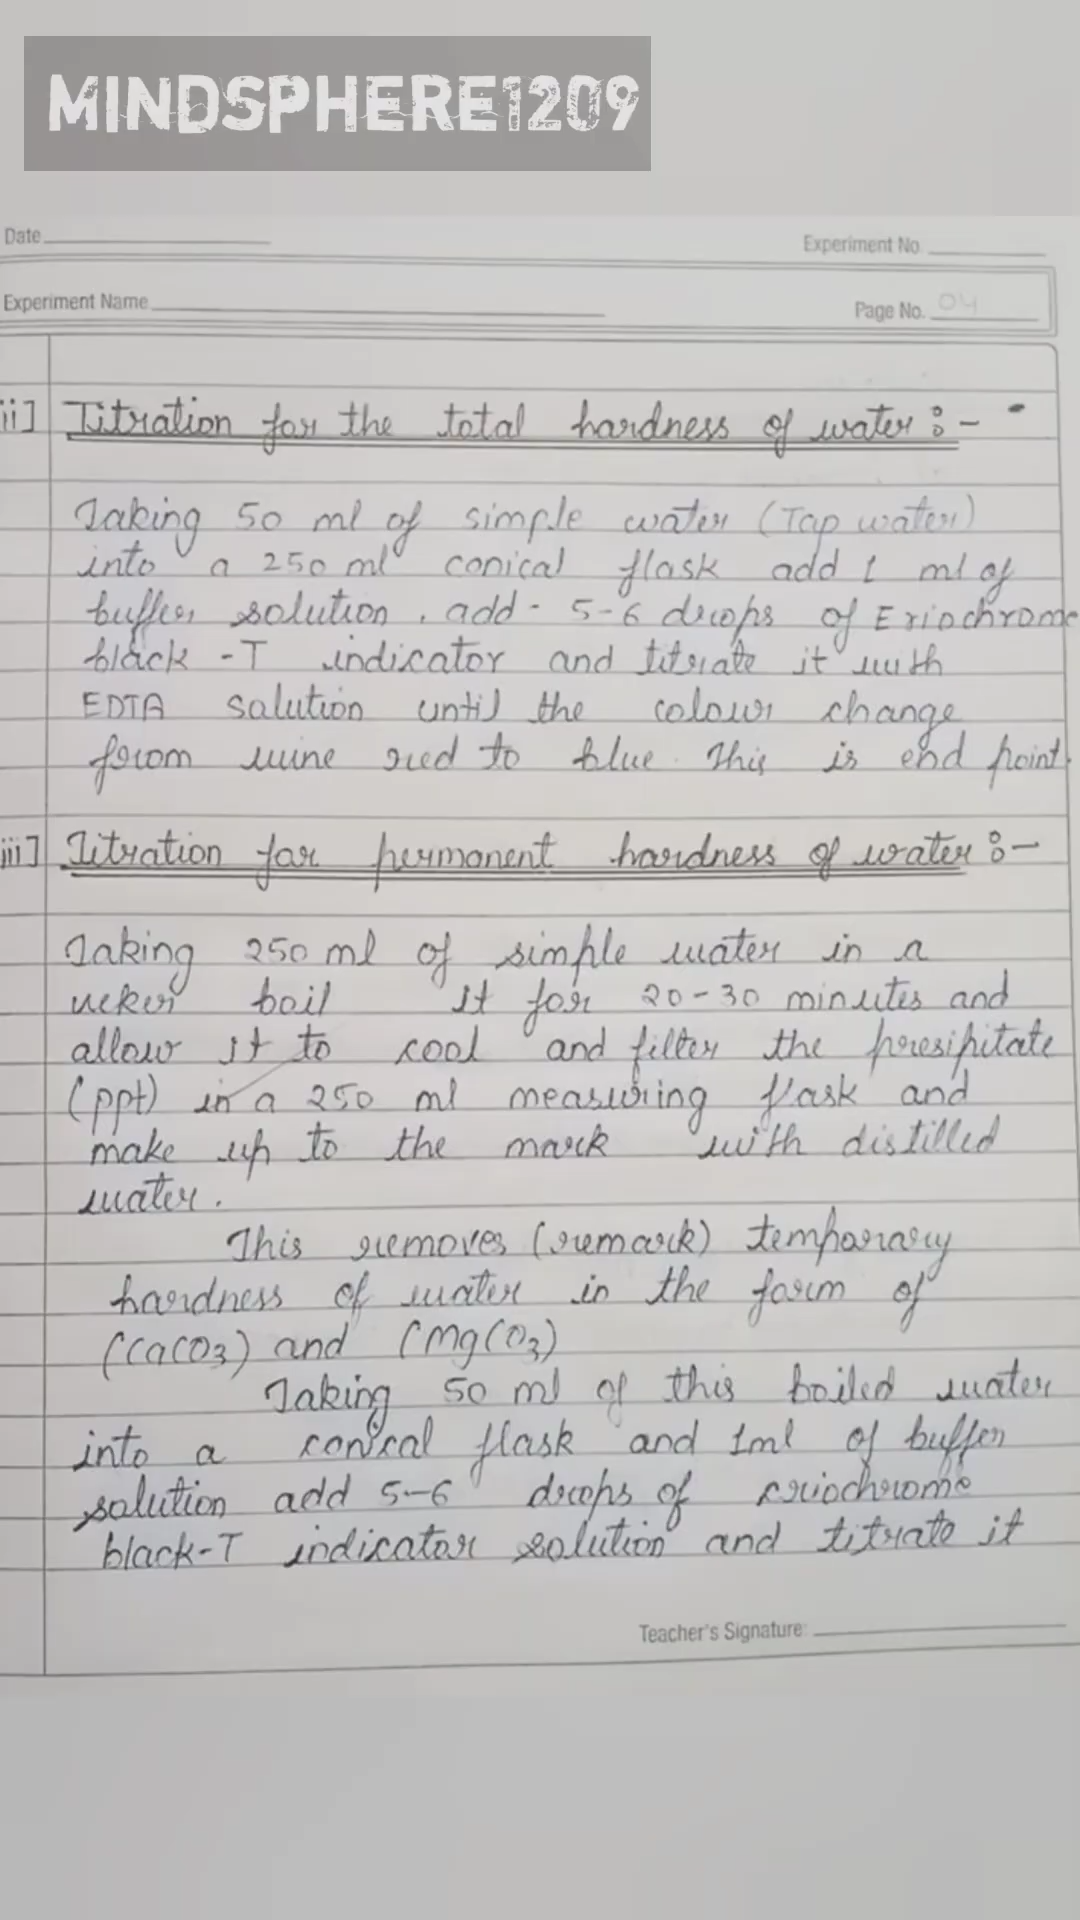 MINDSPHERE1209
Date
Experiment No.
Experiment Name
Page No. 04
ii] Titration for the total hardness of water :-
Taking 50 ml of simple water (Tap water)
into a 250 ml conical flask add 1 ml of
buffer solution. add - 5-6 drops of Eriochrome
black -T indicator and titrate it with
EDTA solution until the colour change
from wine red to blue. This is end point.
iii] Titration for permanent hardness of water :-
Taking 250 ml of simple water in a
boil it for 20-30 minutes and
allow it to cool and filter the presipitate
(ppt) in a 250 ml measuring flask and
make up to the mark with distilled
water.
This removes (remark) temporary
hardness of water in the form of
(CaCO3) and (MgCO3)
Taking 50 ml of this boiled water
into a conical flask and 1ml of buffer
solution add 5-6 drops of eriochrome
black-T indicator solution and titrate it
Teacher's Signature: